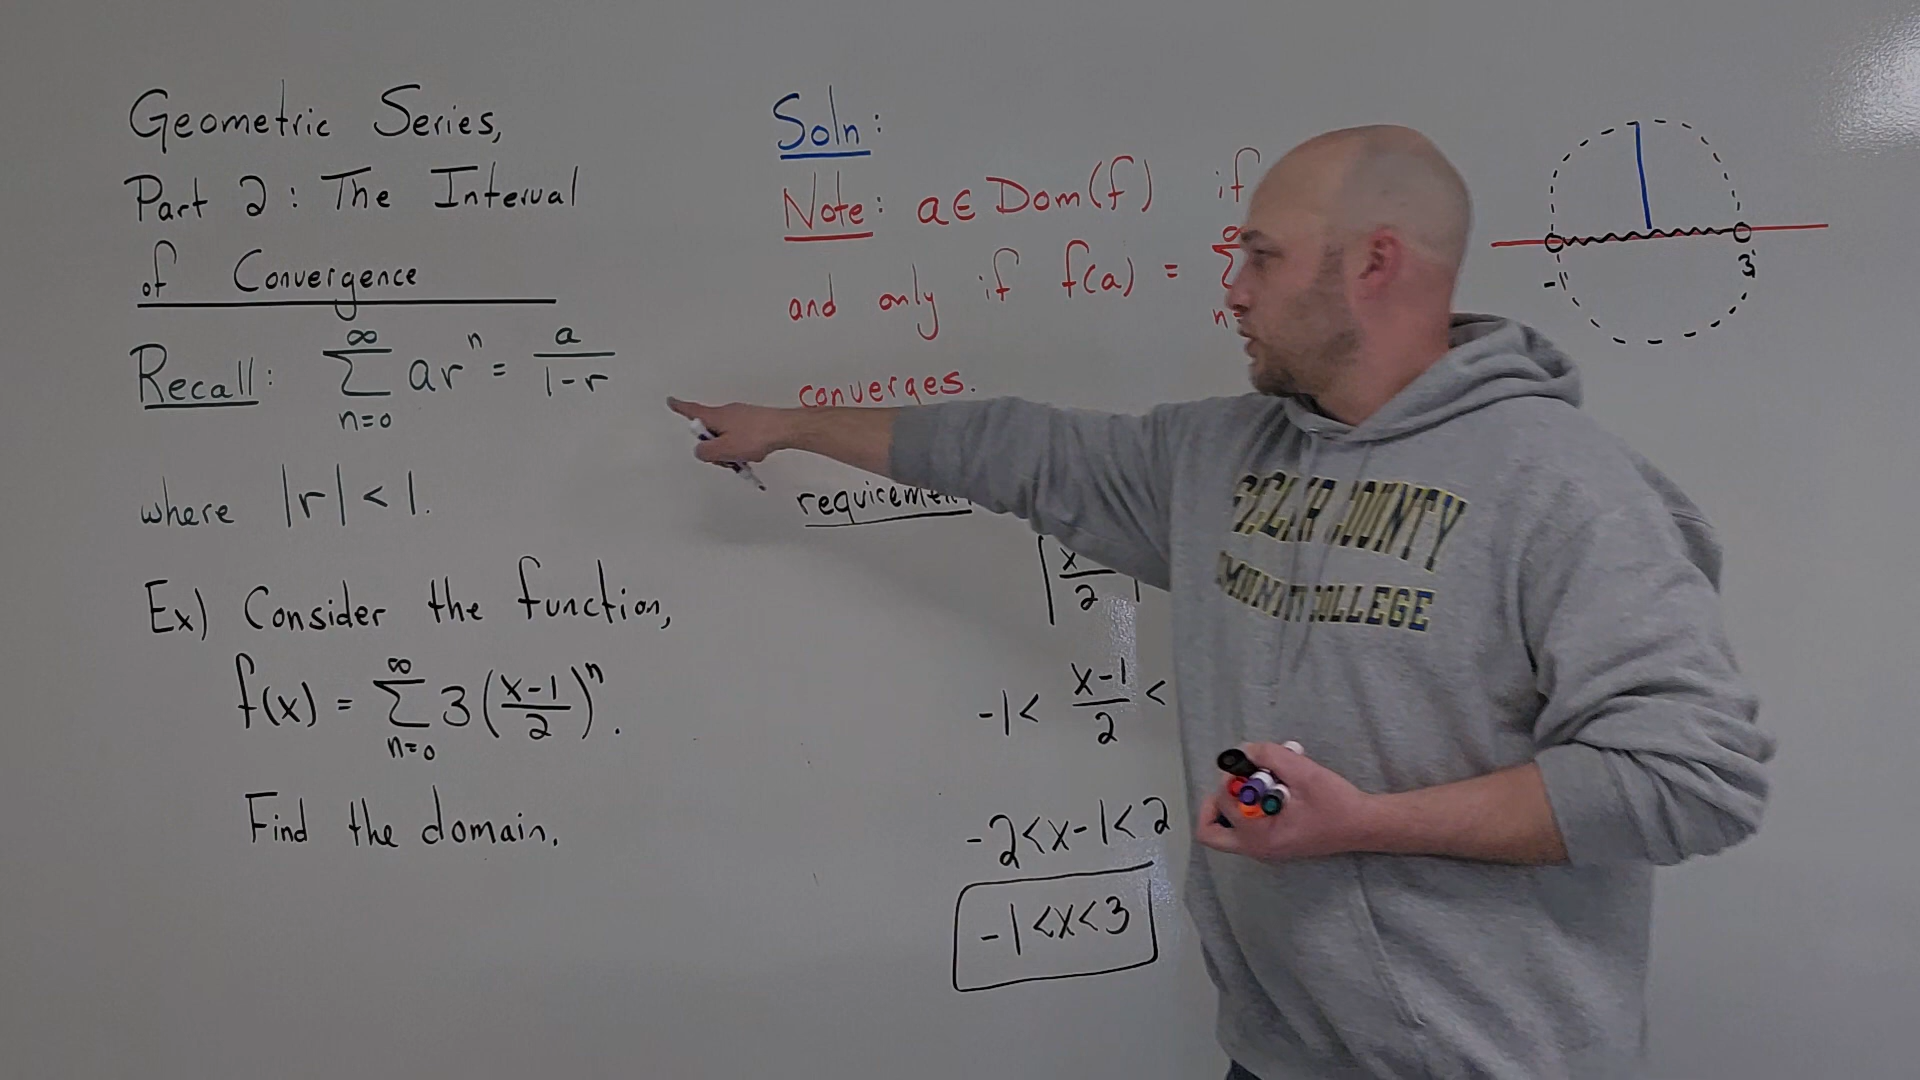 Geometric Series,
Part 2: The Interval
of Convergence
Recall: ∞ Σ n=0 ar^n = a/(1-r)
where |r| < 1.
Ex) Consider the function,
f(x) = ∞ Σ n=0 3((x-1)/2)^n.
Find the domain.
Soln:
Note: a ∈ Dom(f) if
and only if f(a) = Σ n=
converges.
requirement
|x/2|
-1 < (x-1)/2 <
-2<x-1<2
-1<x<3
-1 3
COUNTY
COLLEGE